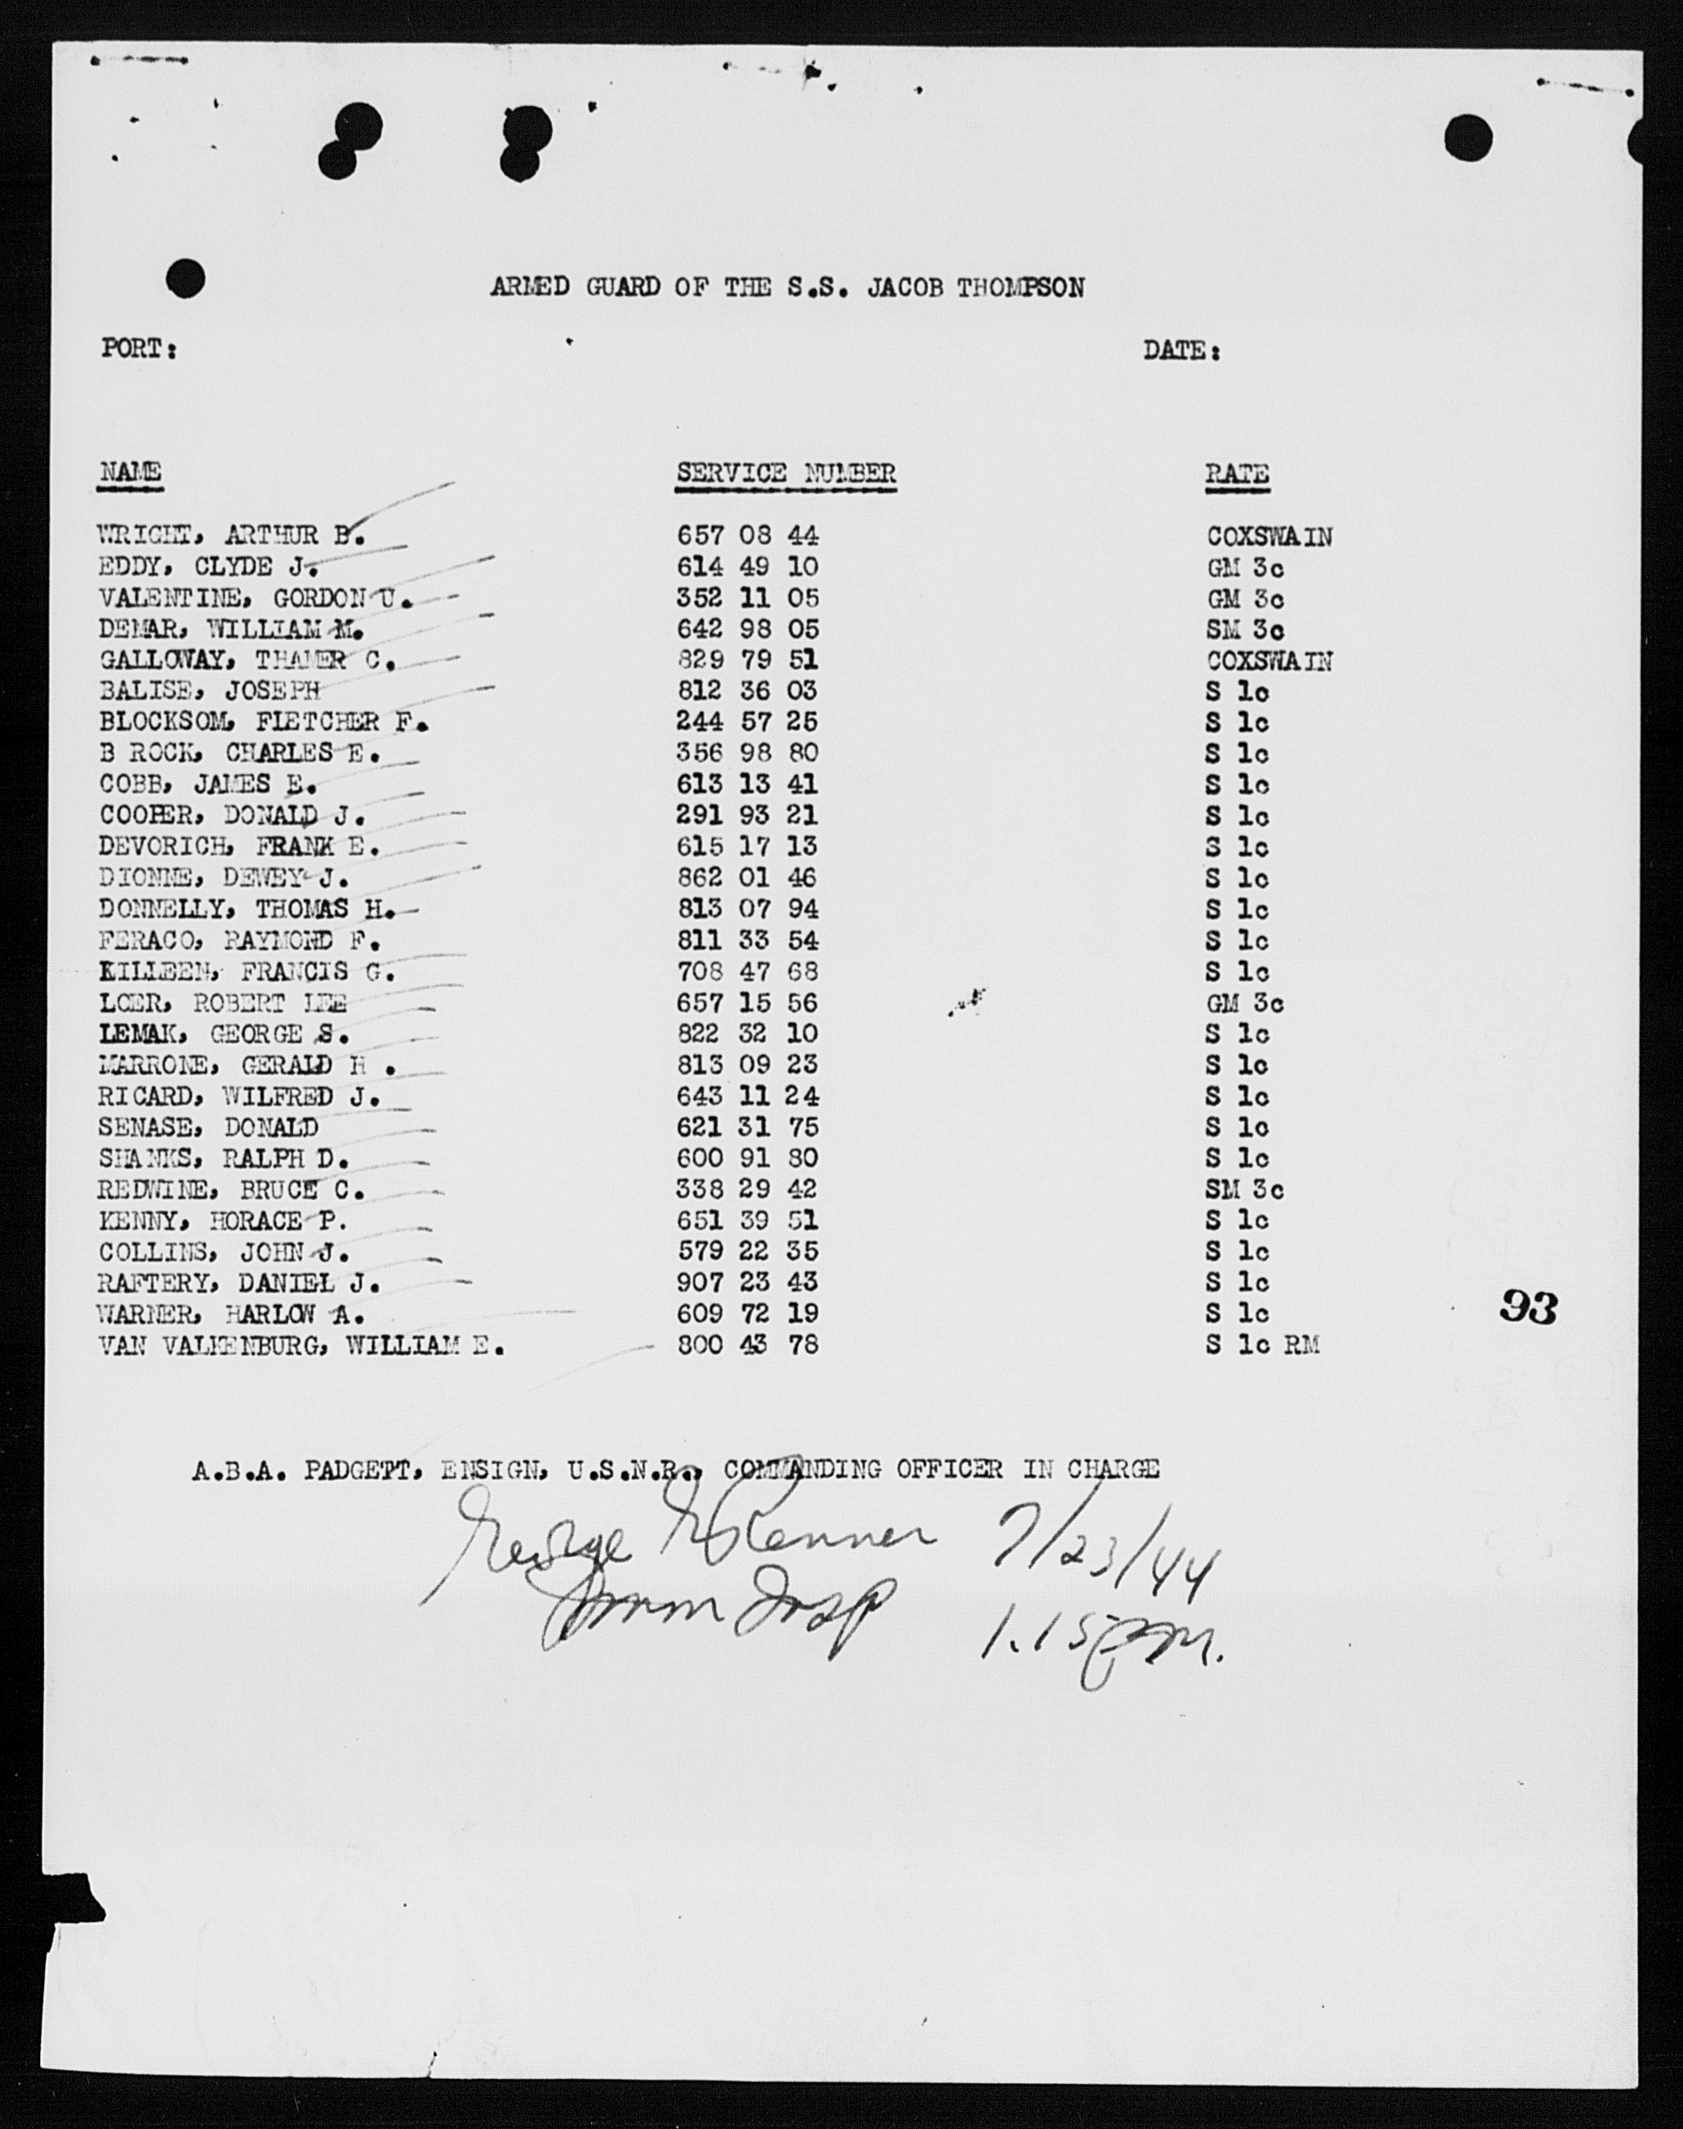 ARMED GUARD OF THE S.S. JACOB THOMPSON
PORT: DATE:
NAME SERVICE NUMBER RATE
WRIGHT, ARTHUR B. 657 08 44 COXSWAIN
EDDY, CLYDE J. 614 49 10 GM 3c
VALENTINE, GORDON U. 352 11 05 GM 3c
DEMAR, WILLIAM M. 642 98 05 SM 3c
GALLOWAY, THAMER C. 829 79 51 COXSWAIN
BALISE, JOSEPH 812 36 03 S 1c
BLOCKSOM, FLETCHER F. 244 57 25 S 1c
B ROCK, CHARLES E. 356 98 80 S 1c
COBB, JAMES E. 613 13 41 S 1c
COOPER, DONALD J. 291 93 21 S 1c
DEVORICH, FRANK E. 615 17 13 S 1c
DIONNE, DEWEY J. 862 01 46 S 1c
DONNELLY, THOMAS H. 813 07 94 S 1c
FERACO, RAYMOND F. 811 33 54 S 1c
KILLEEN, FRANCIS G. 708 47 68 S 1c
LOER, ROBERT LEE 657 15 56 GM 3c
LEMAK, GEORGE S. 822 32 10 S 1c
MARRONE, GERALD H . 813 09 23 S 1c
RICARD, WILFRED J. 643 11 24 S 1c
SENASE, DONALD 621 31 75 S 1c
SHANKS, RALPH D. 600 91 80 S 1c
REDWINE, BRUCE C. 338 29 42 SM 3c
KENNY, HORACE P. 651 39 51 S 1c
COLLINS, JOHN J. 579 22 35 S 1c
RAFTERY, DANIEL J. 907 23 43 S 1c
WARNER, HARLOW A. 609 72 19 S 1c 93
VAN VALKENBURG, WILLIAM E. 800 43 78 S 1c RM
A.B.A. PADGETT, ENSIGN, U.S.N.R., COMMANDING OFFICER IN CHARGE
George Renner 7/23/44
Imm Insp 1.15 pm.